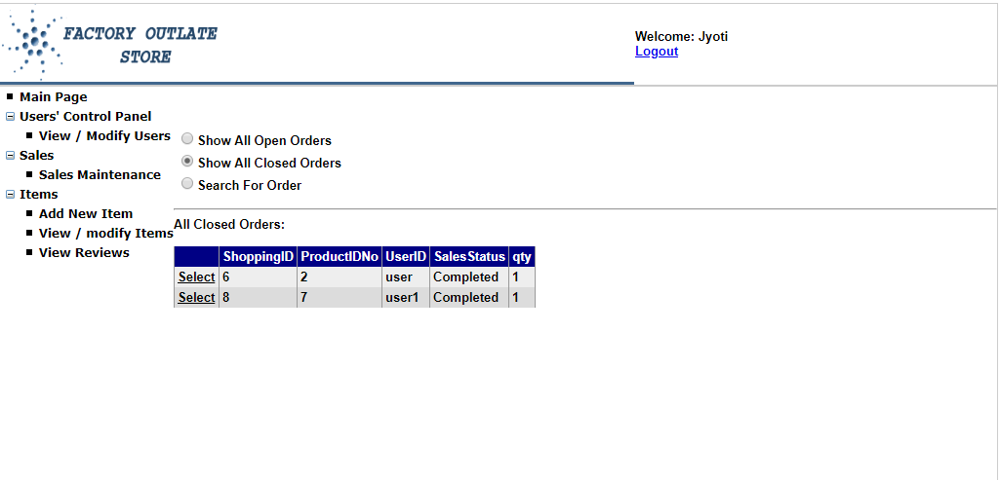 FACTORY OUTLATE
STORE
Welcome: Jyoti
Logout
Main Page
Users' Control Panel
View / Modify Users
Sales
Sales Maintenance
Items
Add New Item
View / modify Items
View Reviews
Show All Open Orders
Show All Closed Orders
Search For Order
All Closed Orders:
ShoppingID ProductIDNo UserID SalesStatus qty
Select 6 2 user Completed 1
Select 8 7 user1 Completed 1